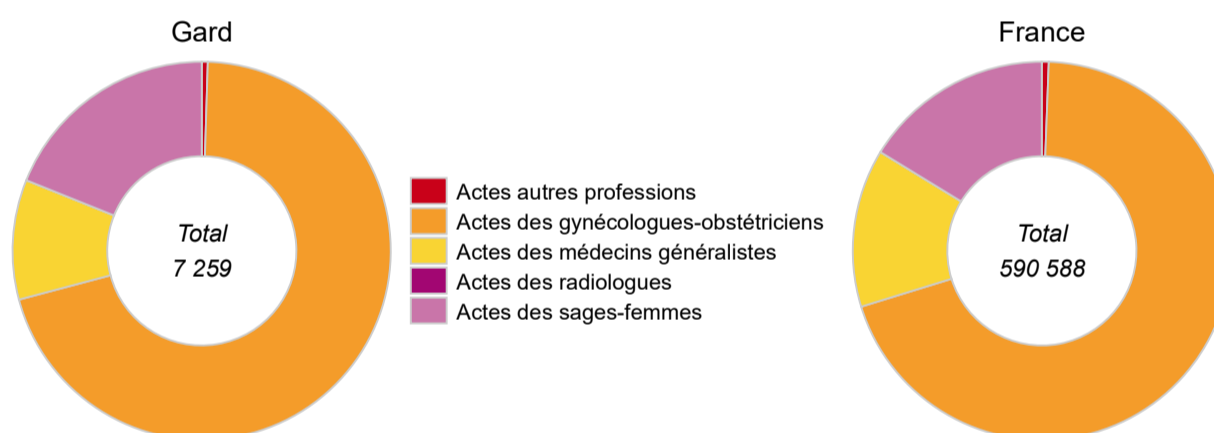 Gard
Total
7 259
Actes autres professions
Actes des gynécologues-obstétriciens
Actes des médecins généralistes
Actes des radiologues
Actes des sages-femmes
France
Total
590 588